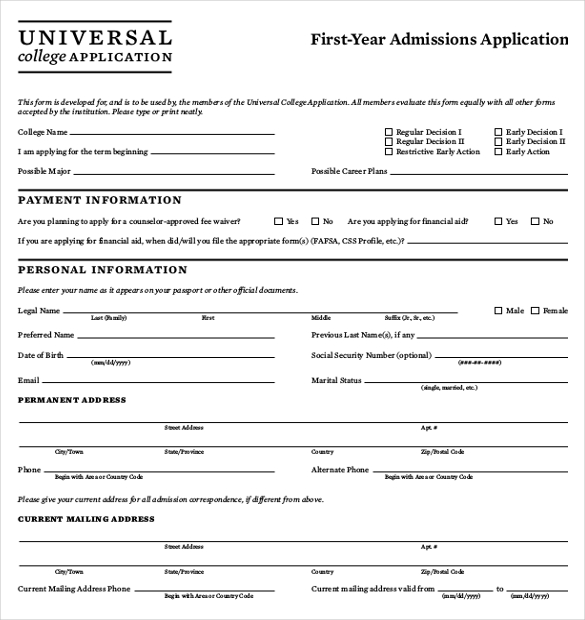 UNIVERSAL
college APPLICATION
First-Year Admissions Application
This form is developed for, and is to be used by, the members of the Universal College Application. All members evaluate this form equally with all other forms
accepted by the institution. Please type or print neatly.
College Name
Regular Decision I Early Decision I
Regular Decision II Early Decision II
I am applying for the term beginning Restrictive Early Action Early Action
Possible Major Possible Career Plans
PAYMENT INFORMATION
Are you planning to apply for a counselor-approved fee waiver? Yes No Are you applying for financial aid? Yes No
If you are applying for financial aid, when did/will you file the appropriate form(s) (FAFSA, CSS Profile, etc.)?
PERSONAL INFORMATION
Please enter your name as it appears on your passport or other official documents.
Legal Name Male Female
Last (Family) First Middle Suffix (Jr., Sr., etc.)
Preferred Name Previous Last Name(s), if any
Date of Birth Social Security Number (optional)
(mm/dd/yyyy) (###-##-####)
Email Marital Status
(single, married, etc.)
PERMANENT ADDRESS
Street Address Apt. #
City/Town State/Province Country Zip/Postal Code
Phone Alternate Phone
Begin with Area or Country Code Begin with Area or Country Code
Please give your current address for all admission correspondence, if different from above.
CURRENT MAILING ADDRESS
Street Address Apt. #
City/Town State/Province Country Zip/Postal Code
Current Mailing Address Phone Current mailing address valid from to
Begin with Area or Country Code (mm/dd/yyyy) (mm/dd/yyyy)